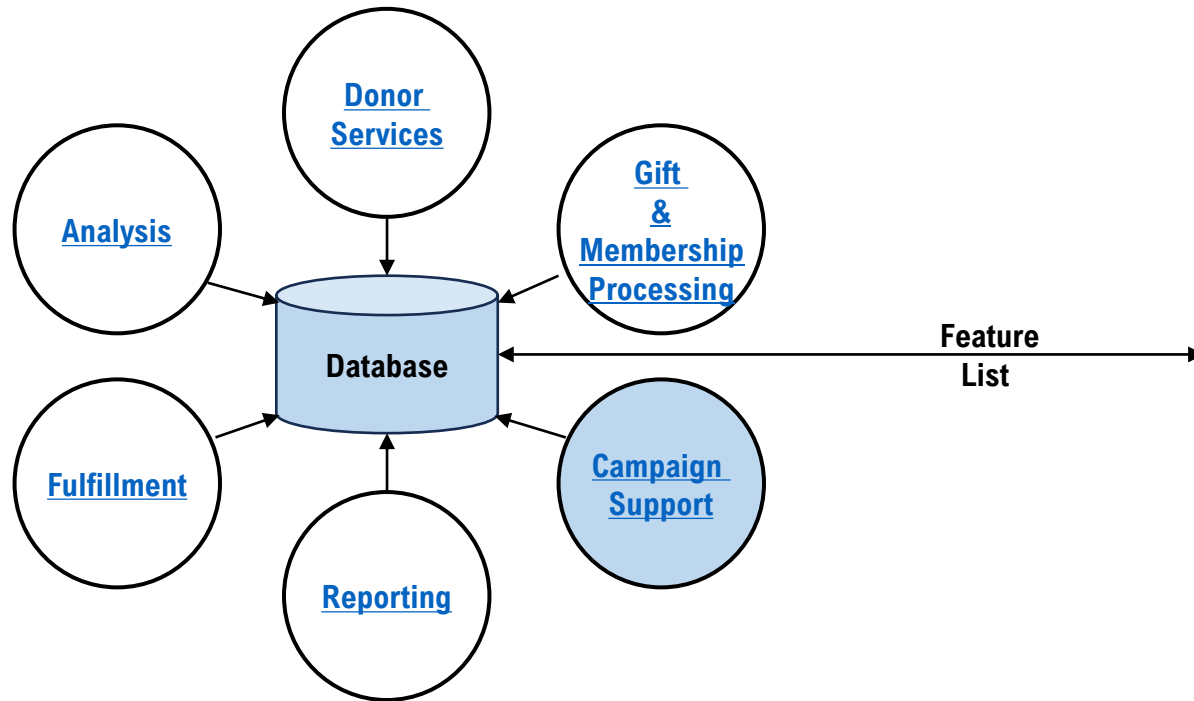 Donor
Services
Analysis
Gift
&
Membership
Processing
Database
Feature
List
Fulfillment
Campaign
Support
Reporting